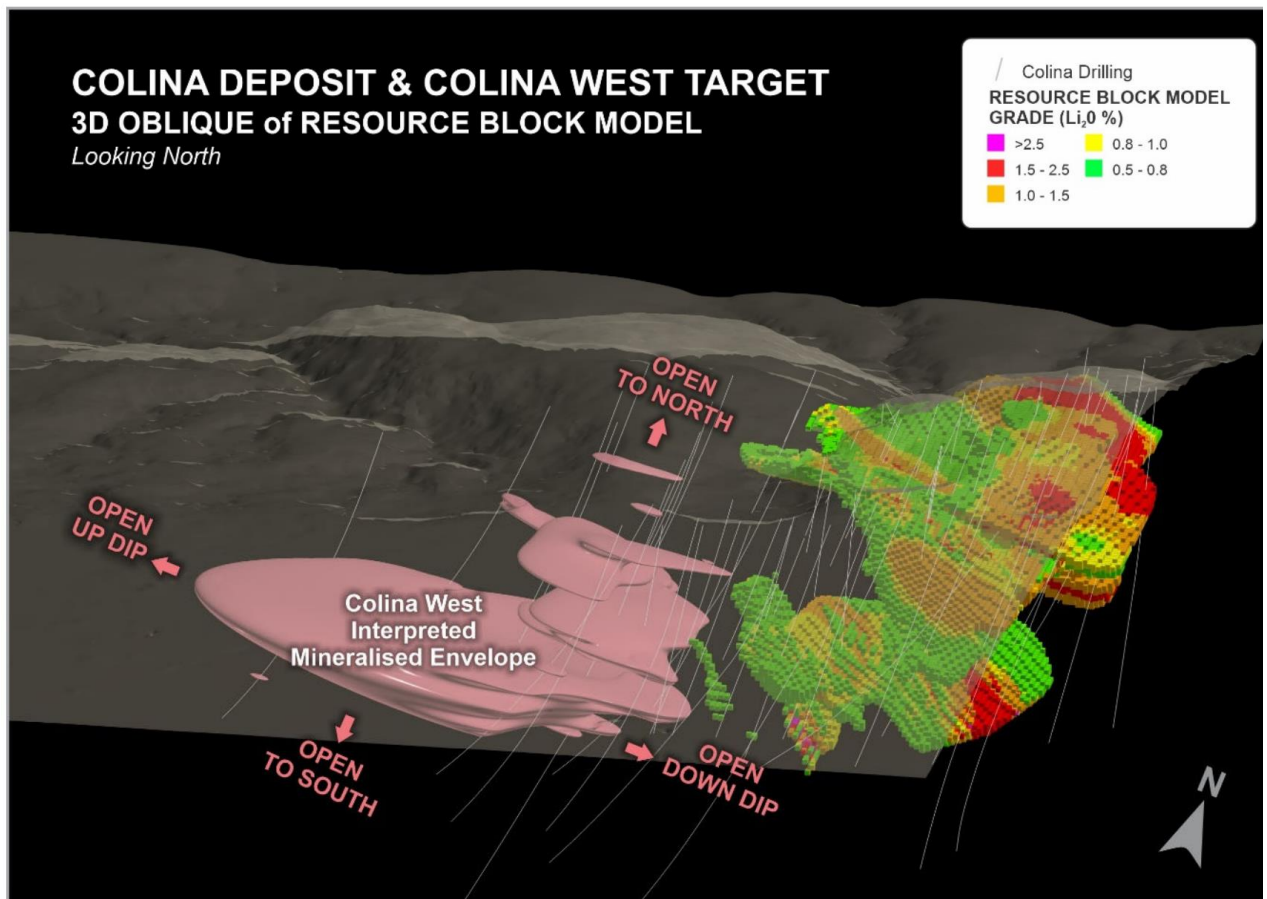 COLINA DEPOSIT & COLINA WEST TARGET
3D OBLIQUE of RESOURCE BLOCK MODEL
Looking North
Colina Drilling
RESOURCE BLOCK MODEL
GRADE (Li₂0 %)
>2.5
0.8 - 1.0
1.5 - 2.5
0.5 - 0.8
1.0 - 1.5
OPEN
TO NORTH
OPEN
UP DIP
Colina West
Interpreted
Mineralised Envelope
OPEN
TO SOUTH
OPEN
DOWN DIP
N